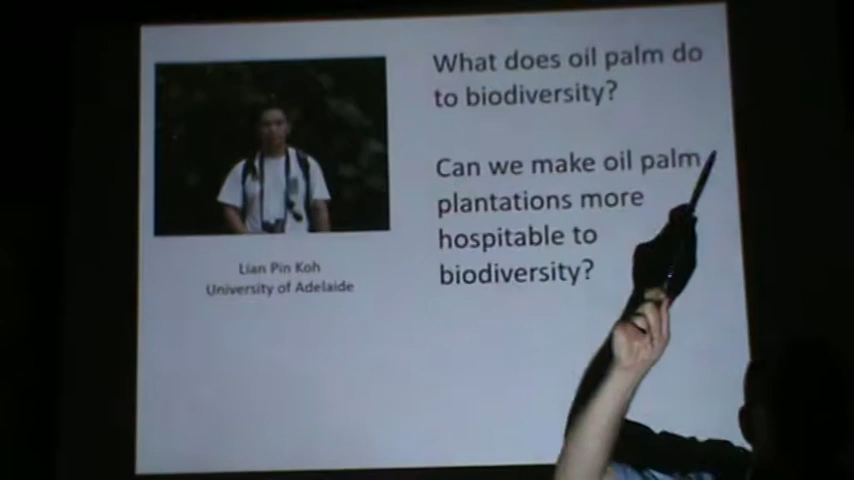 What does oil palm do
to biodiversity?
Can we make oil palm
plantations more
hospitable to
biodiversity?
Lian Pin Koh
University of Adelaide